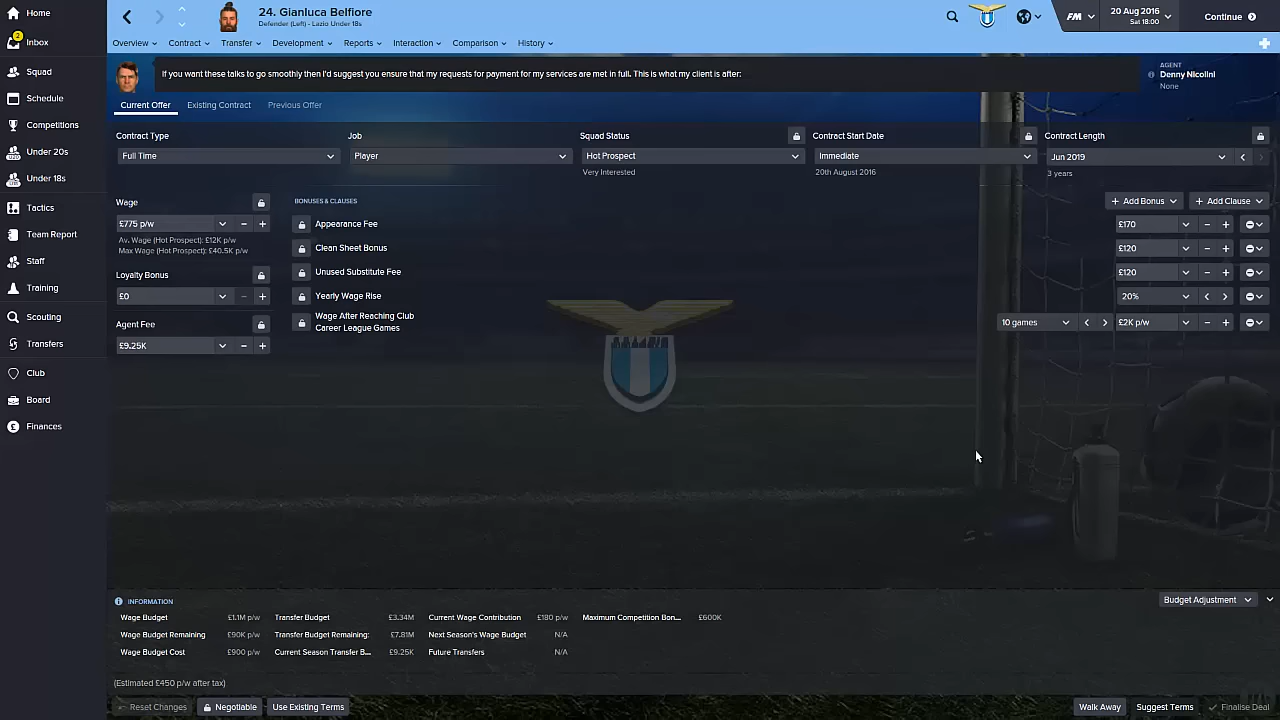 Home
24. Gianluca Belfiore
Defender (Left) - Lazio Under 18s
FM
20 Aug 2016
Sat 18:00
Continue
2
Inbox
Overview
Contract
Transfer
Development
Reports
Interaction
Comparison
History
Squad
If you want these talks to go smoothly then I'd suggest you ensure that my requests for payment for my services are met in full. This is what my client is after:
AGENT
Denny Nicolini
None
Schedule
Current Offer
Existing Contract
Previous Offer
Competitions
Contract Type
Job
Squad Status
Contract Start Date
Contract Length
Under 20s
Full Time
Player
Hot Prospect
Immediate
Jun 2019
Very Interested
20th August 2016
3 years
Under 18s
Wage
BONUSES & CLAUSES
Add Bonus
Add Clause
Tactics
£775 p/w
Appearance Fee
£170
Team Report
Av. Wage (Hot Prospect): £12K p/w
Max Wage (Hot Prospect): £40.5K p/w
Clean Sheet Bonus
£120
Staff
Loyalty Bonus
Unused Substitute Fee
£120
Training
£0
Yearly Wage Rise
20%
Scouting
Agent Fee
Wage After Reaching Club
Career League Games
10 games
£2K p/w
Transfers
£9.25K
Club
Board
Finances
INFORMATION
Budget Adjustment
Wage Budget
£1.1M p/w
Transfer Budget
£3.34M
Current Wage Contribution
£180 p/w
Maximum Competition Bon...
£600K
Wage Budget Remaining
£90K p/w
Transfer Budget Remaining:
£7.81M
Next Season's Wage Budget
N/A
Wage Budget Cost
£900 p/w
Current Season Transfer B...
£9.25K
Future Transfers
N/A
(Estimated £450 p/w after tax)
Reset Changes
Negotiable
Use Existing Terms
Walk Away
Suggest Terms
Finalise Deal